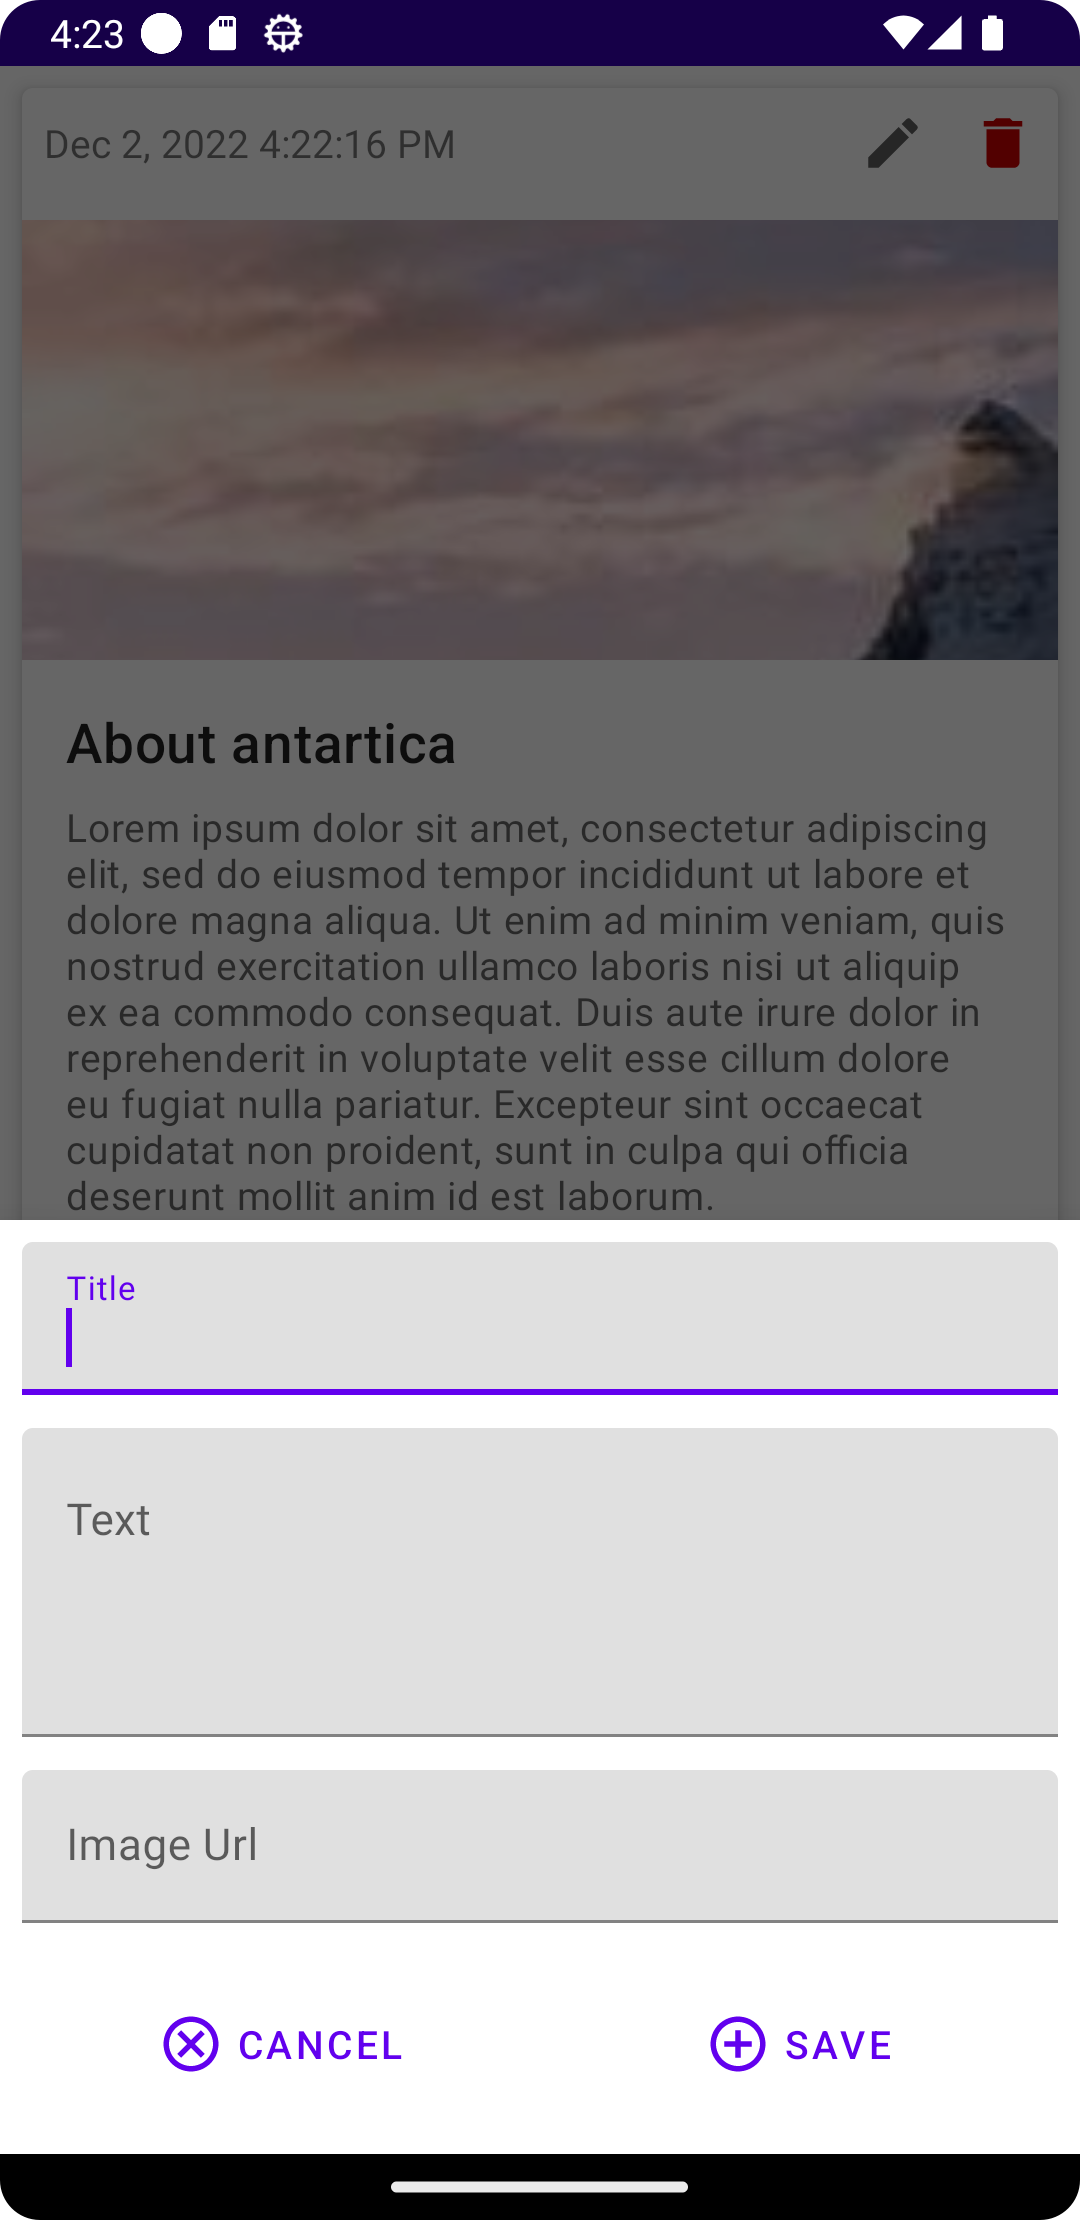 4:23
Dec 2, 2022 4:22:16 PM
About antartica
Lorem ipsum dolor sit amet, consectetur adipiscing
elit, sed do eiusmod tempor incididunt ut labore et
dolore magna aliqua. Ut enim ad minim veniam, quis
nostrud exercitation ullamco laboris nisi ut aliquip
ex ea commodo consequat. Duis aute irure dolor in
reprehenderit in voluptate velit esse cillum dolore
eu fugiat nulla pariatur. Excepteur sint occaecat
cupidatat non proident, sunt in culpa qui officia
deserunt mollit anim id est laborum.
Title
Text
Image Url
CANCEL
SAVE